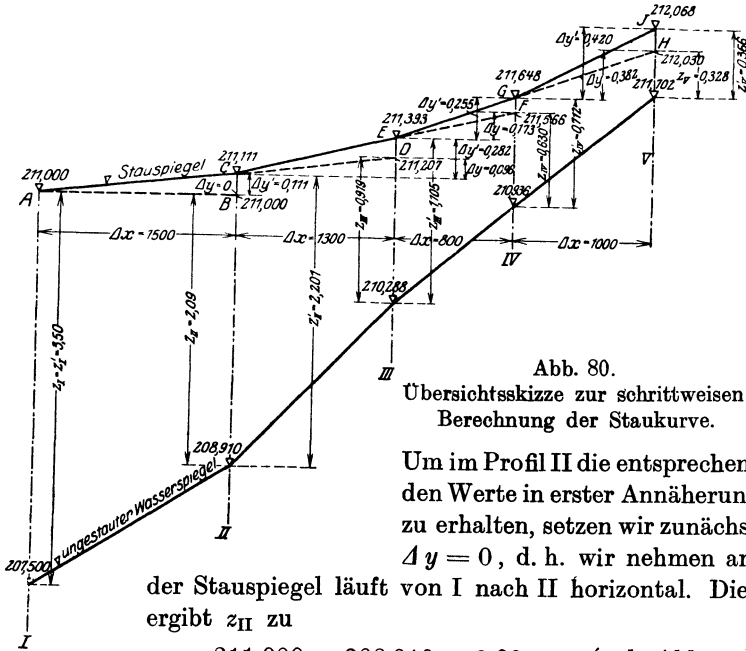 212,068
J
Δy'=0,420
H
212,030
Δy=0,382
z_V=0,328
z'_V=0,366
211,648
211,702
G
F
Δy'=0,255
211,566
Δy=0,173
211,393
E
D
Δy'=0,282
211,207
Δy=0,096
z_IV=0,630
z'_IV=0,712
V
211,000
Stauspiegel
211,111
C
A
Δy=0
Δy'=0,111
B
211,000
z_III=0,919
z'_III=1,105
210,936
Δx=1500
Δx=1300
Δx=800
Δx=1000
IV
z_I=z'_I=3,50
z_II=2,09
z'_II=2,201
210,288
III
Abb. 80.
Übersichtsskizze zur schrittweisen
Berechnung der Staukurve.
208,910
ungestauter Wasserspiegel
II
207,500
I
Um im Profil II die entsprechen
den Werte in erster Annäherun
zu erhalten, setzen wir zunächs
Δy = 0, d. h. wir nehmen an
der Stauspiegel läuft von I nach II horizontal. Die
ergibt z_II zu